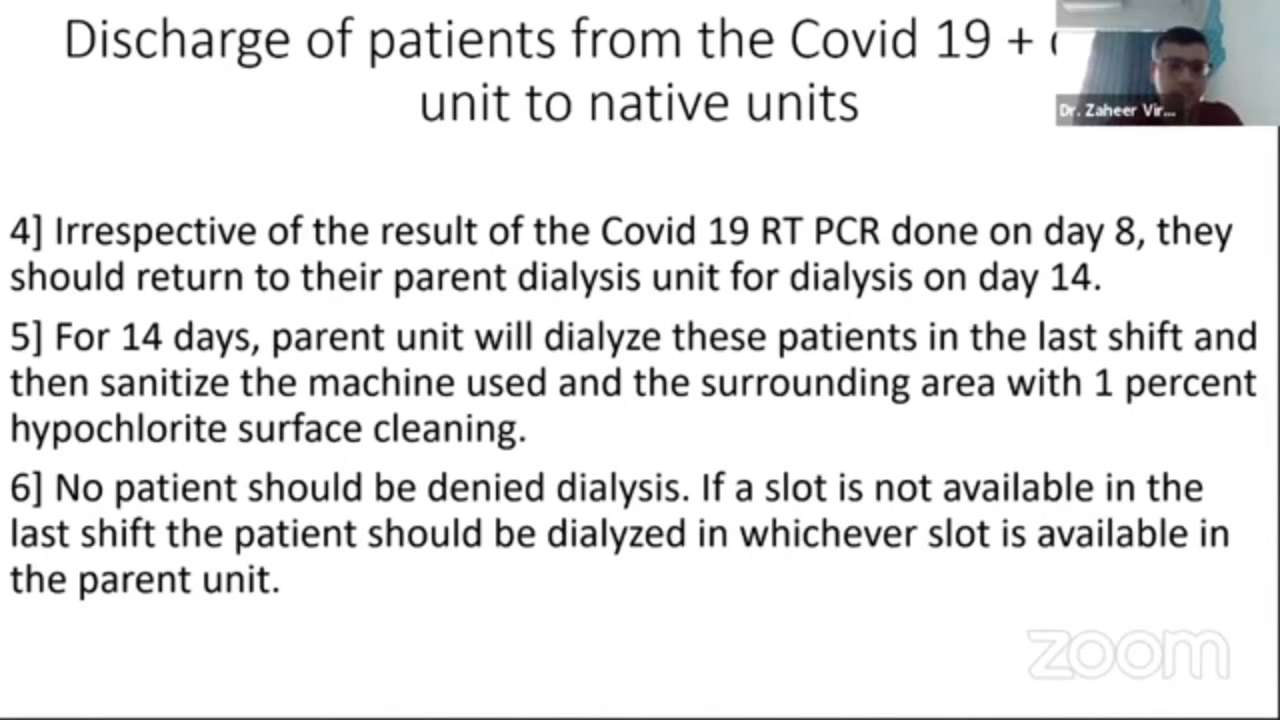 Discharge of patients from the Covid 19 +
unit to native units
Dr. Zaheer Vir...
4] Irrespective of the result of the Covid 19 RT PCR done on day 8, they
should return to their parent dialysis unit for dialysis on day 14.
5] For 14 days, parent unit will dialyze these patients in the last shift and
then sanitize the machine used and the surrounding area with 1 percent
hypochlorite surface cleaning.
6] No patient should be denied dialysis. If a slot is not available in the
last shift the patient should be dialyzed in whichever slot is available in
the parent unit.
zoom